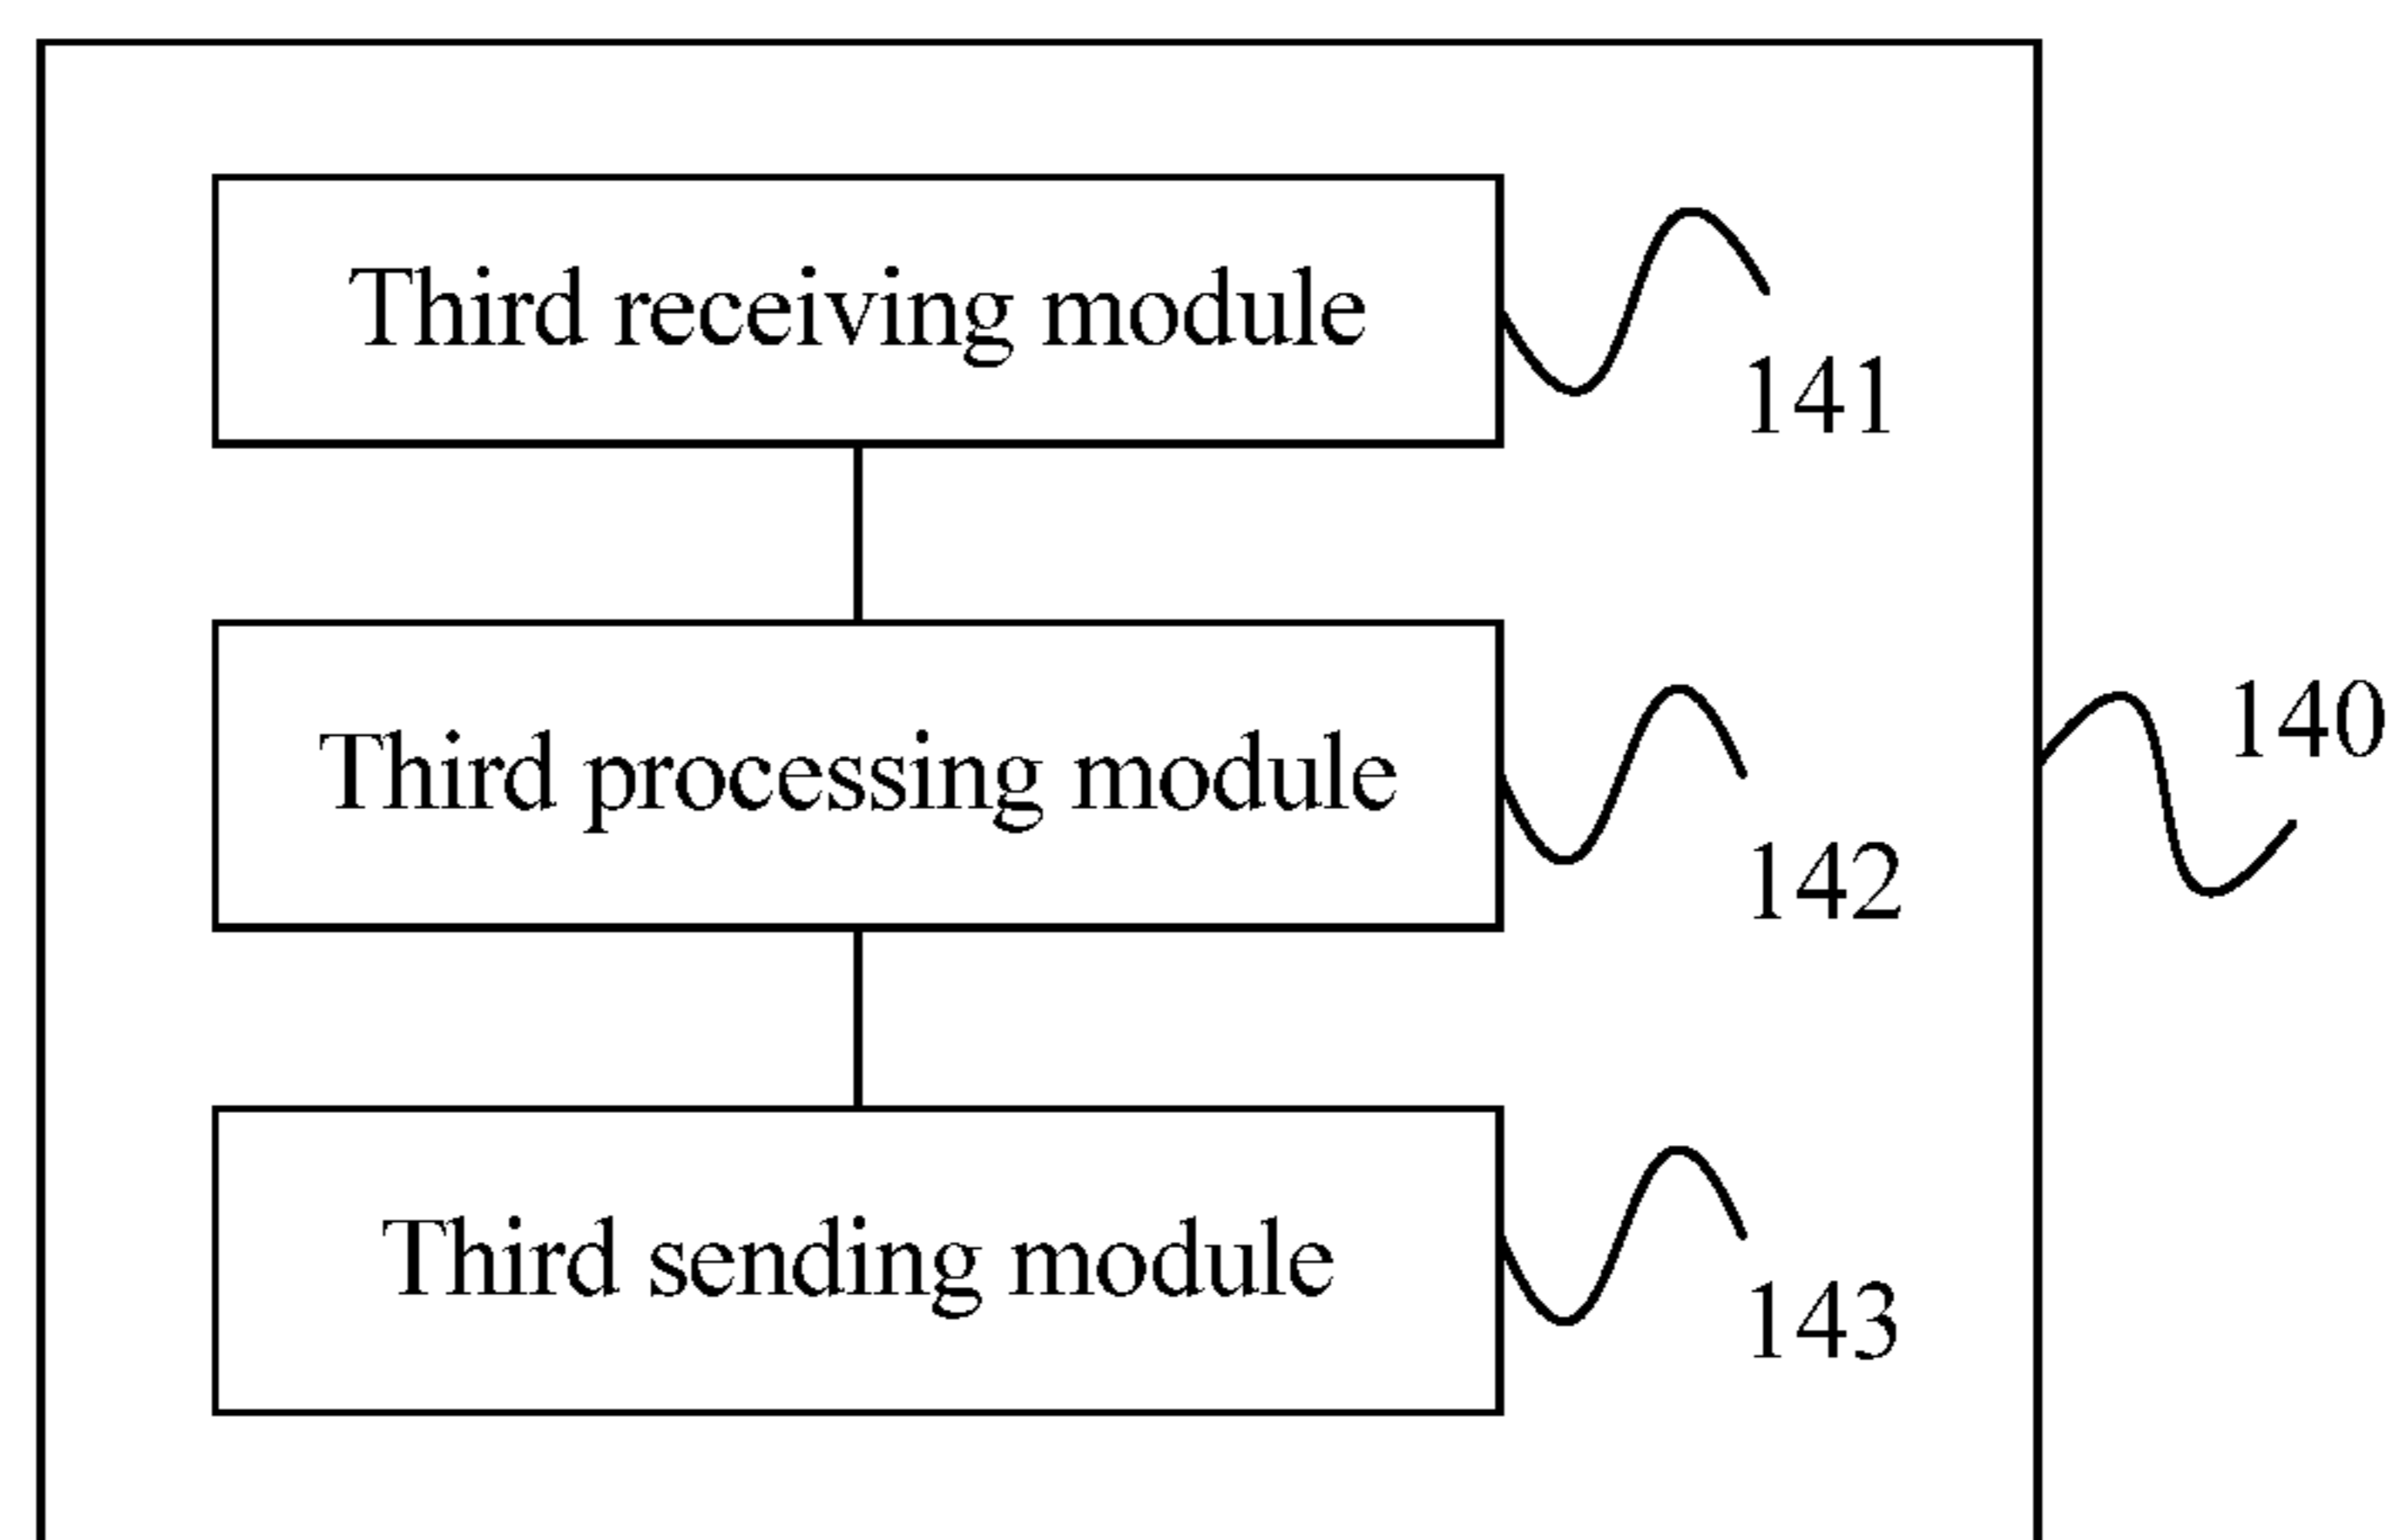 Third receiving module
141
140
Third processing module
142
Third sending module
143